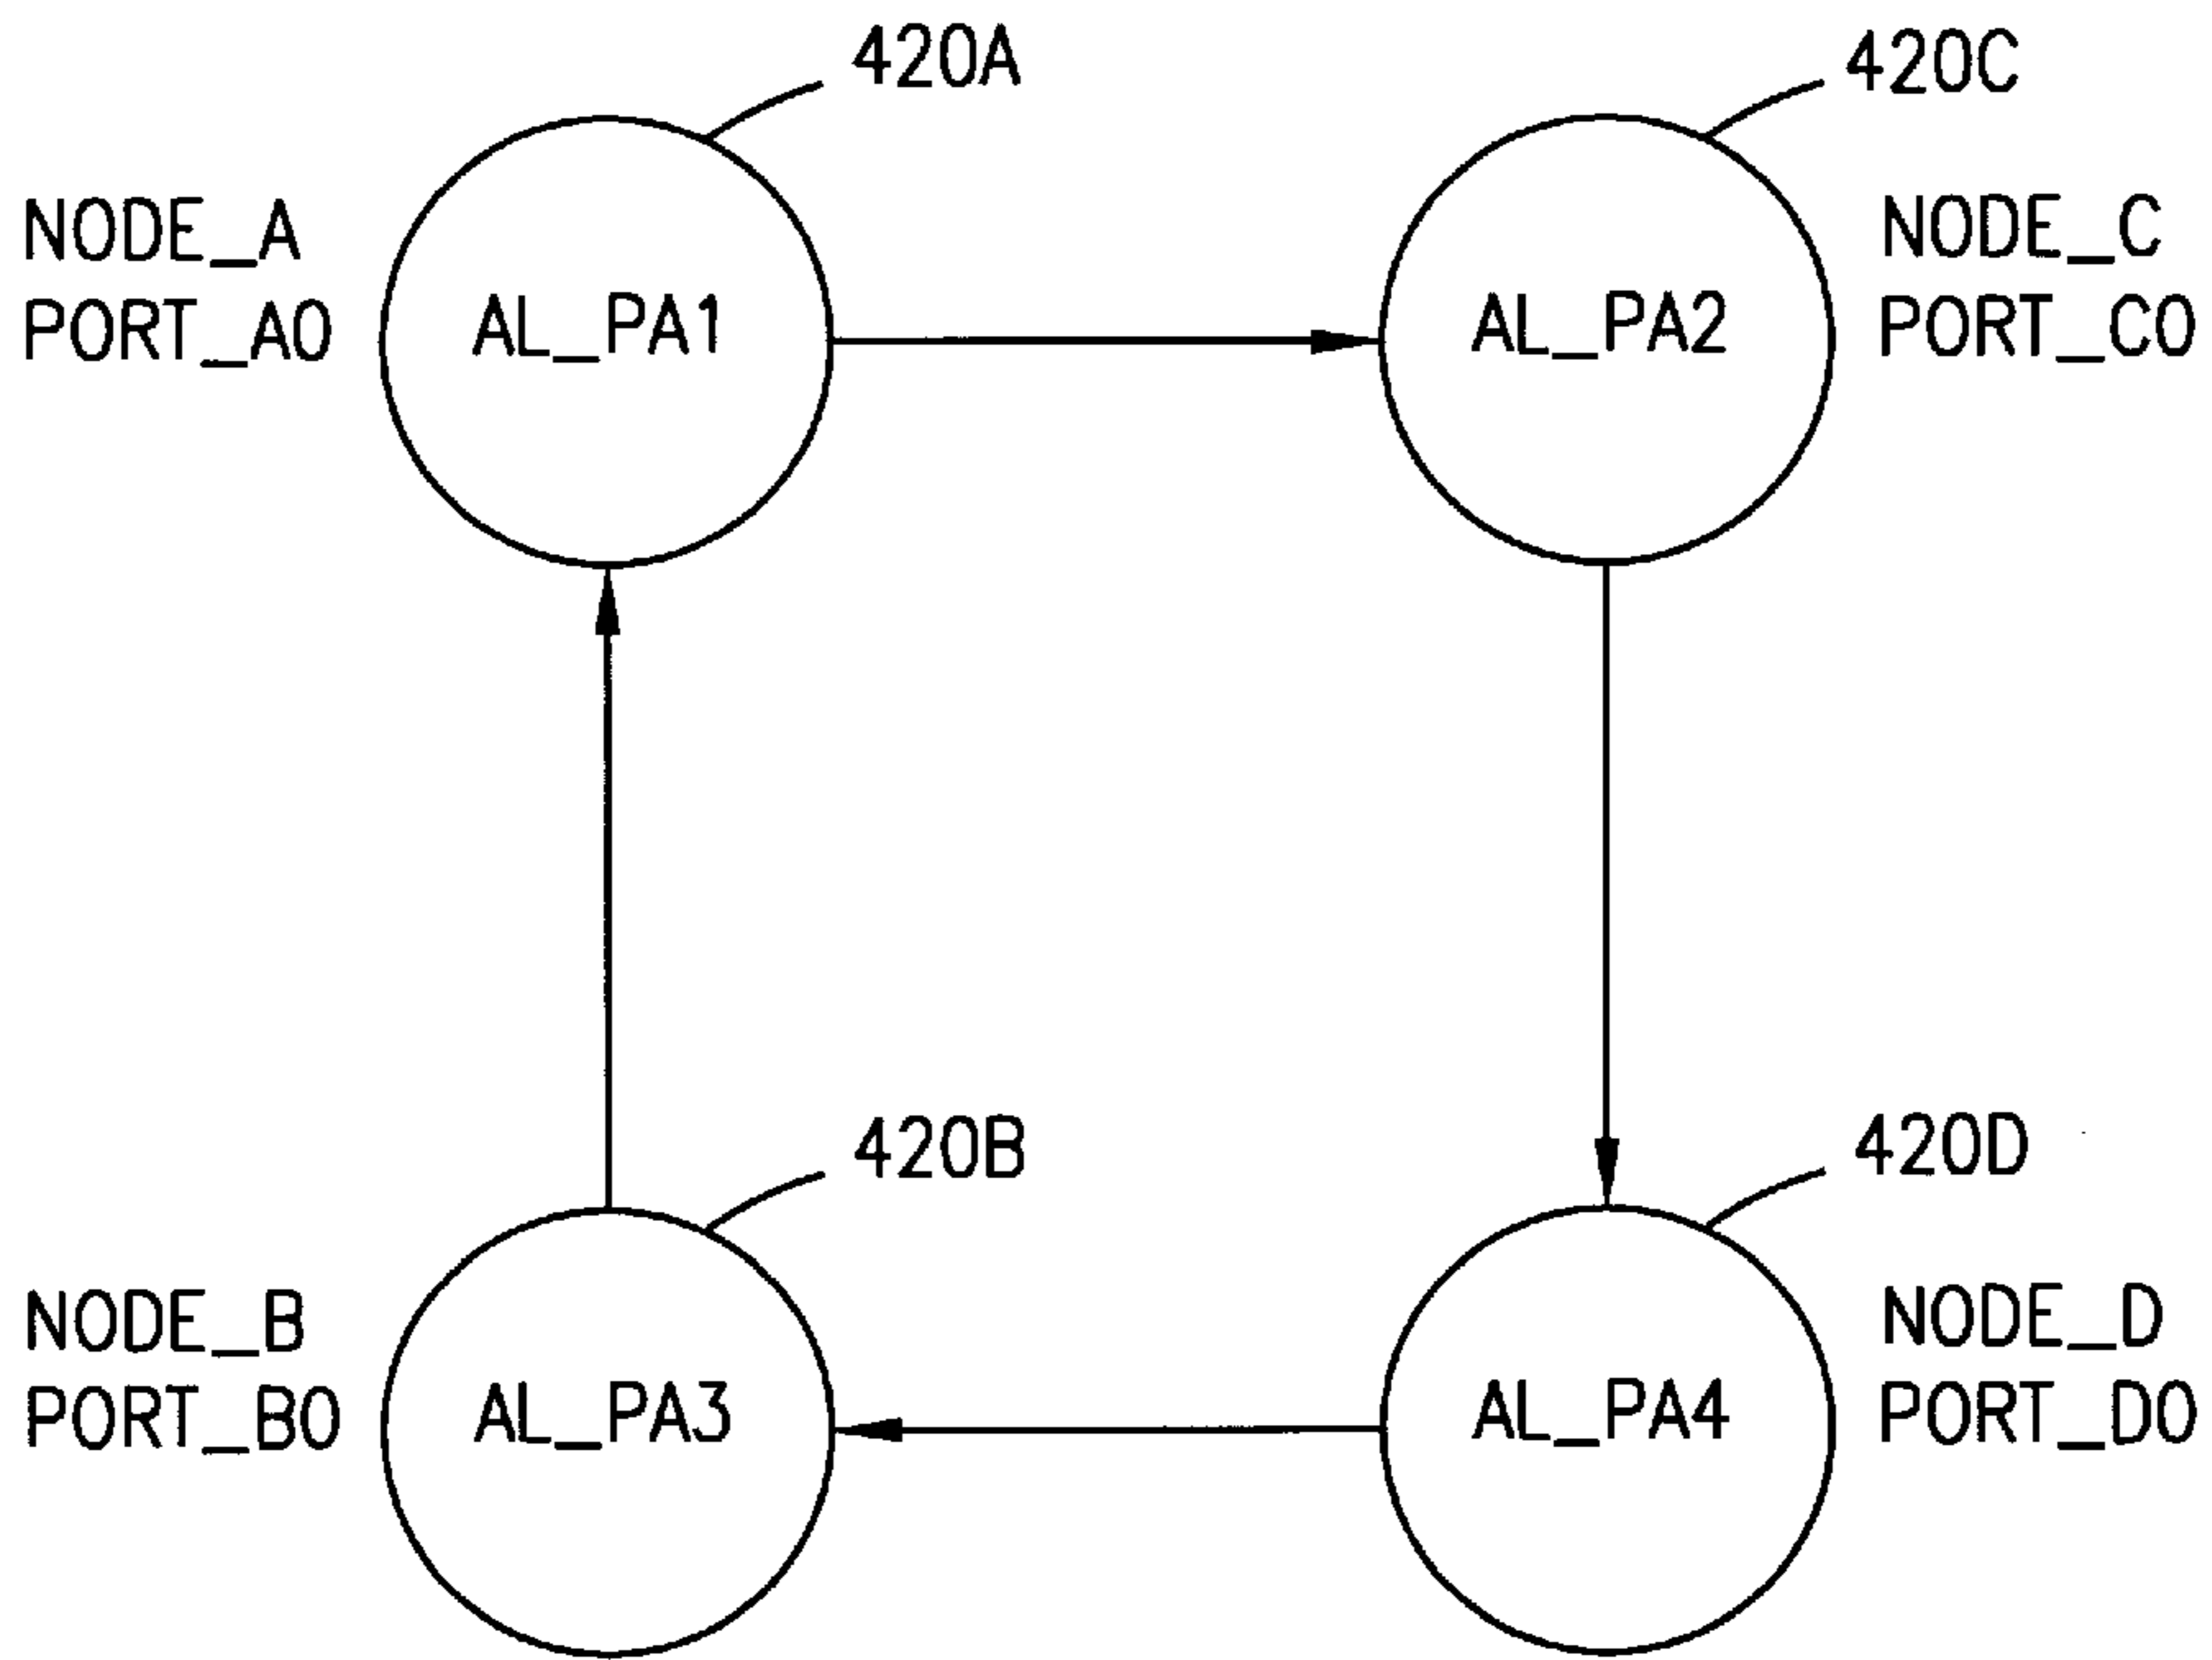 420A
420C
NODE_A
PORT_A0
AL_PA1
AL_PA2
NODE_C
PORT_C0
420B
420D
NODE_B
PORT_B0
AL_PA3
AL_PA4
NODE_D
PORT_D0